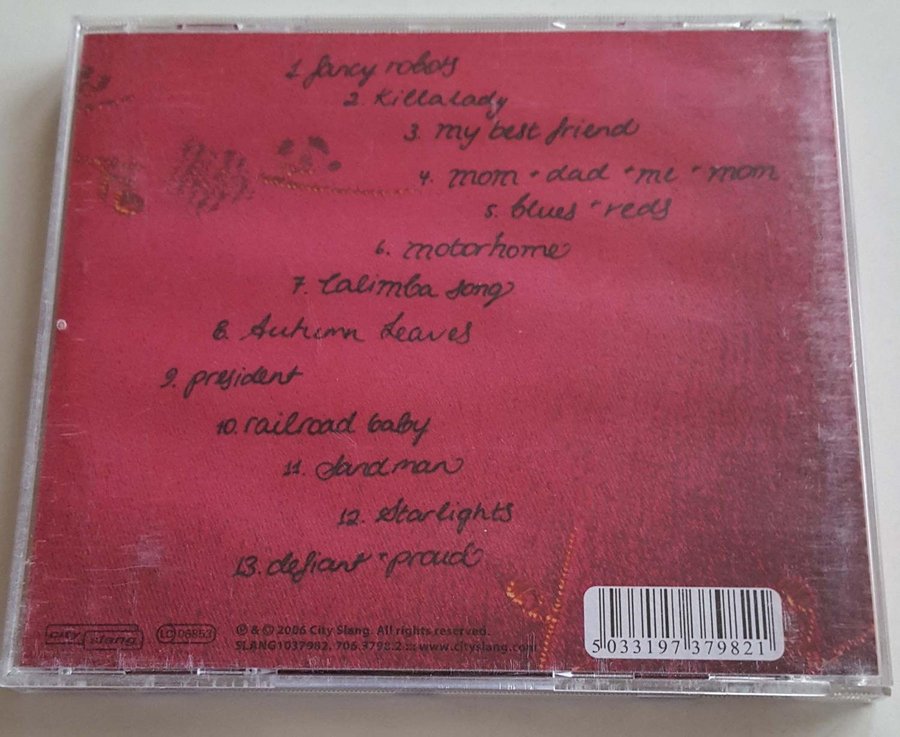 1. fancy robots
2. Killalady
3. my best friend
4. mom + dad + me + mom
5. blues + reds
6. motorhome
7. Calimba song
8. Autumn Leaves
9. president
10. railroad baby
11. Sandman
12. Starlights
13. defiant + proud
city slang
LC 06853
℗ & © 2006 City Slang. All rights reserved.
SLANG1037982. 706.3798.2 :: www.cityslang.com
5 033197 379821